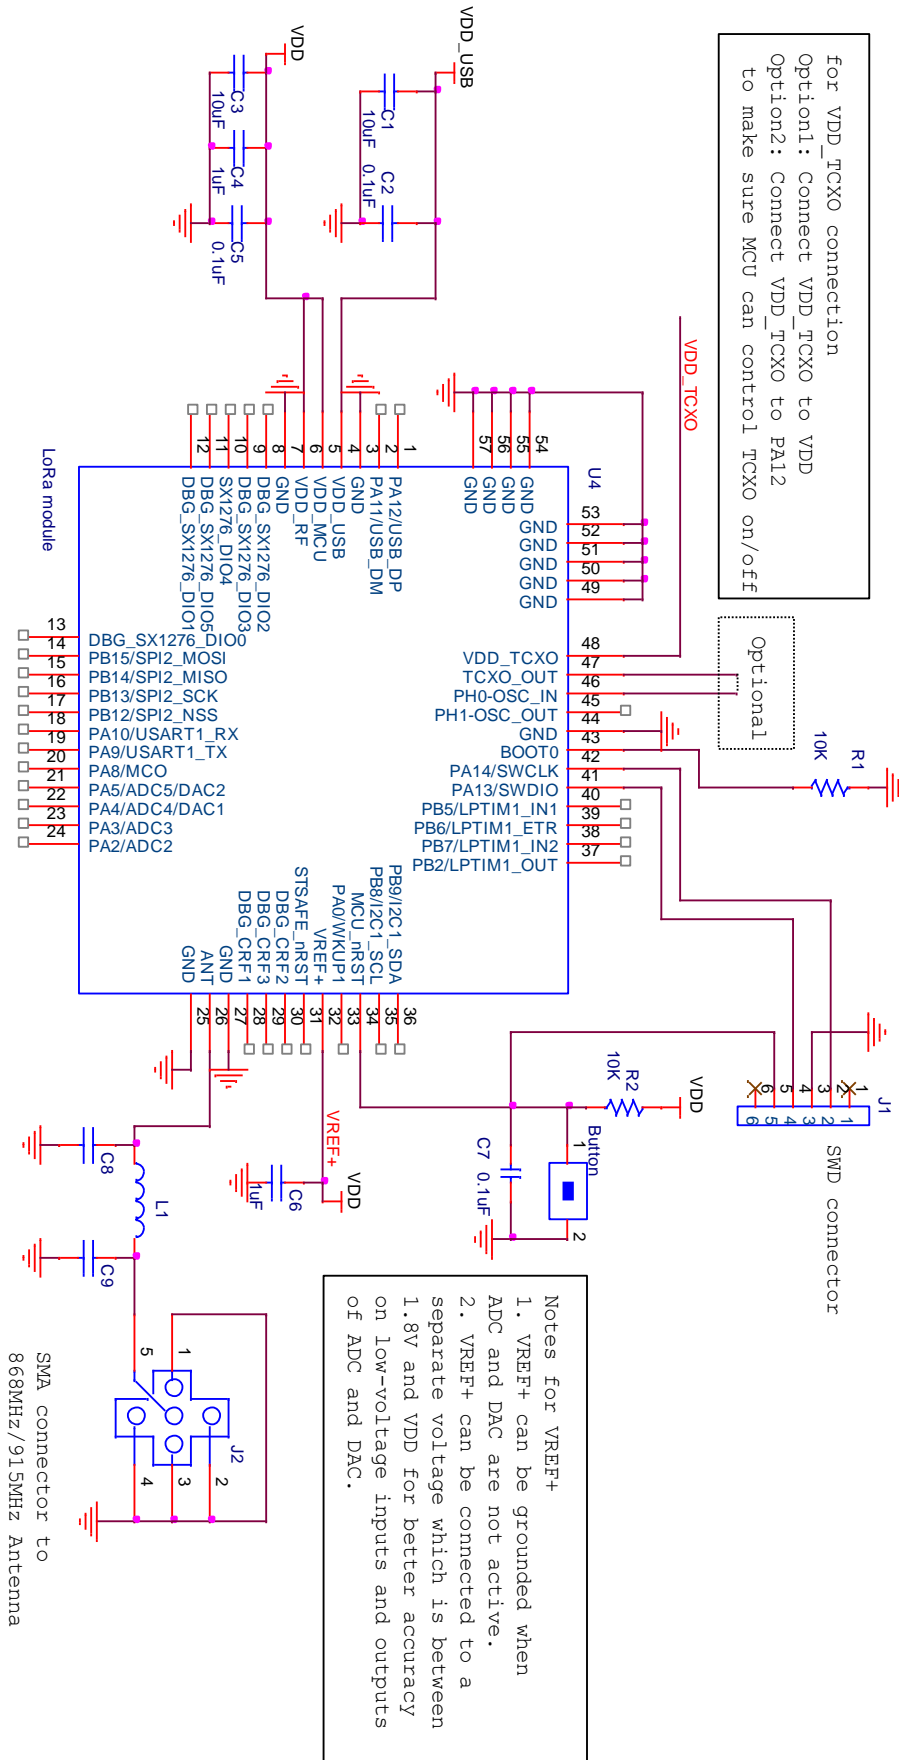 for VDD_TCXO connection
Option1: Connect VDD_TCXO to VDD
Option2: Connect VDD_TCXO to PA12
to make sure MCU can control TCXO on/off
Optional
VDD_USB
C1
10uF
C2
0.1uF
VDD
C3
10uF
C4
1uF
C5
0.1uF
VDD_TCXO
U4
LoRa module
1
PA12/USB_DP
2
PA11/USB_DM
3
GND
4
VDD_USB
5
VDD_MCU
6
VDD_RF
7
GND
8
DBG_SX1276_DIO2
9
DBG_SX1276_DIO3
10
SX1276_DIO4
11
DBG_SX1276_DIO5
12
DBG_SX1276_DIO1
13
DBG_SX1276_DIO0
14
PB15/SPI2_MOSI
15
PB14/SPI2_MISO
16
PB13/SPI2_SCK
17
PB12/SPI2_NSS
18
PA10/USART1_RX
19
PA9/USART1_TX
20
PA8/MCO
21
PA5/ADC5/DAC2
22
PA4/ADC4/DAC1
23
PA3/ADC3
24
PA2/ADC2
GND
25
ANT
26
GND
27
DBG_CRF1
28
DBG_CRF3
29
DBG_CRF2
30
STSAFE_nRST
31
VREF+
32
PA0/WKUP1
33
MCU_nRST
34
PB8/I2C1_SCL
35
PB9/I2C1_SDA
36
37
PB2/LPTIM1_OUT
38
PB7/LPTIM1_IN2
39
PB6/LPTIM1_ETR
40
PB5/LPTIM1_IN1
41
PA13/SWDIO
42
PA14/SWCLK
43
BOOT0
44
GND
45
PH1-OSC_OUT
46
PH0-OSC_IN
47
TCXO_OUT
48
VDD_TCXO
49
GND
50
GND
51
GND
52
GND
53
GND
54
GND
55
GND
56
GND
57
GND
R1
10K
J1
1
2
3
4
5
6
1
2
3
4
5
6
SWD connector
VDD
R2
10K
Button
1
2
C7
0.1uF
VREF+
VDD
C6
1uF
C8
L1
C9
J2
1
2
3
4
5
SMA connector to
868MHz/915MHz Antenna
Notes for VREF+
1. VREF+ can be grounded when
ADC and DAC are not active.
2. VREF+ can be connected to a
separate voltage which is between
1.8V and VDD for better accuracy
on low-voltage inputs and outputs
of ADC and DAC.